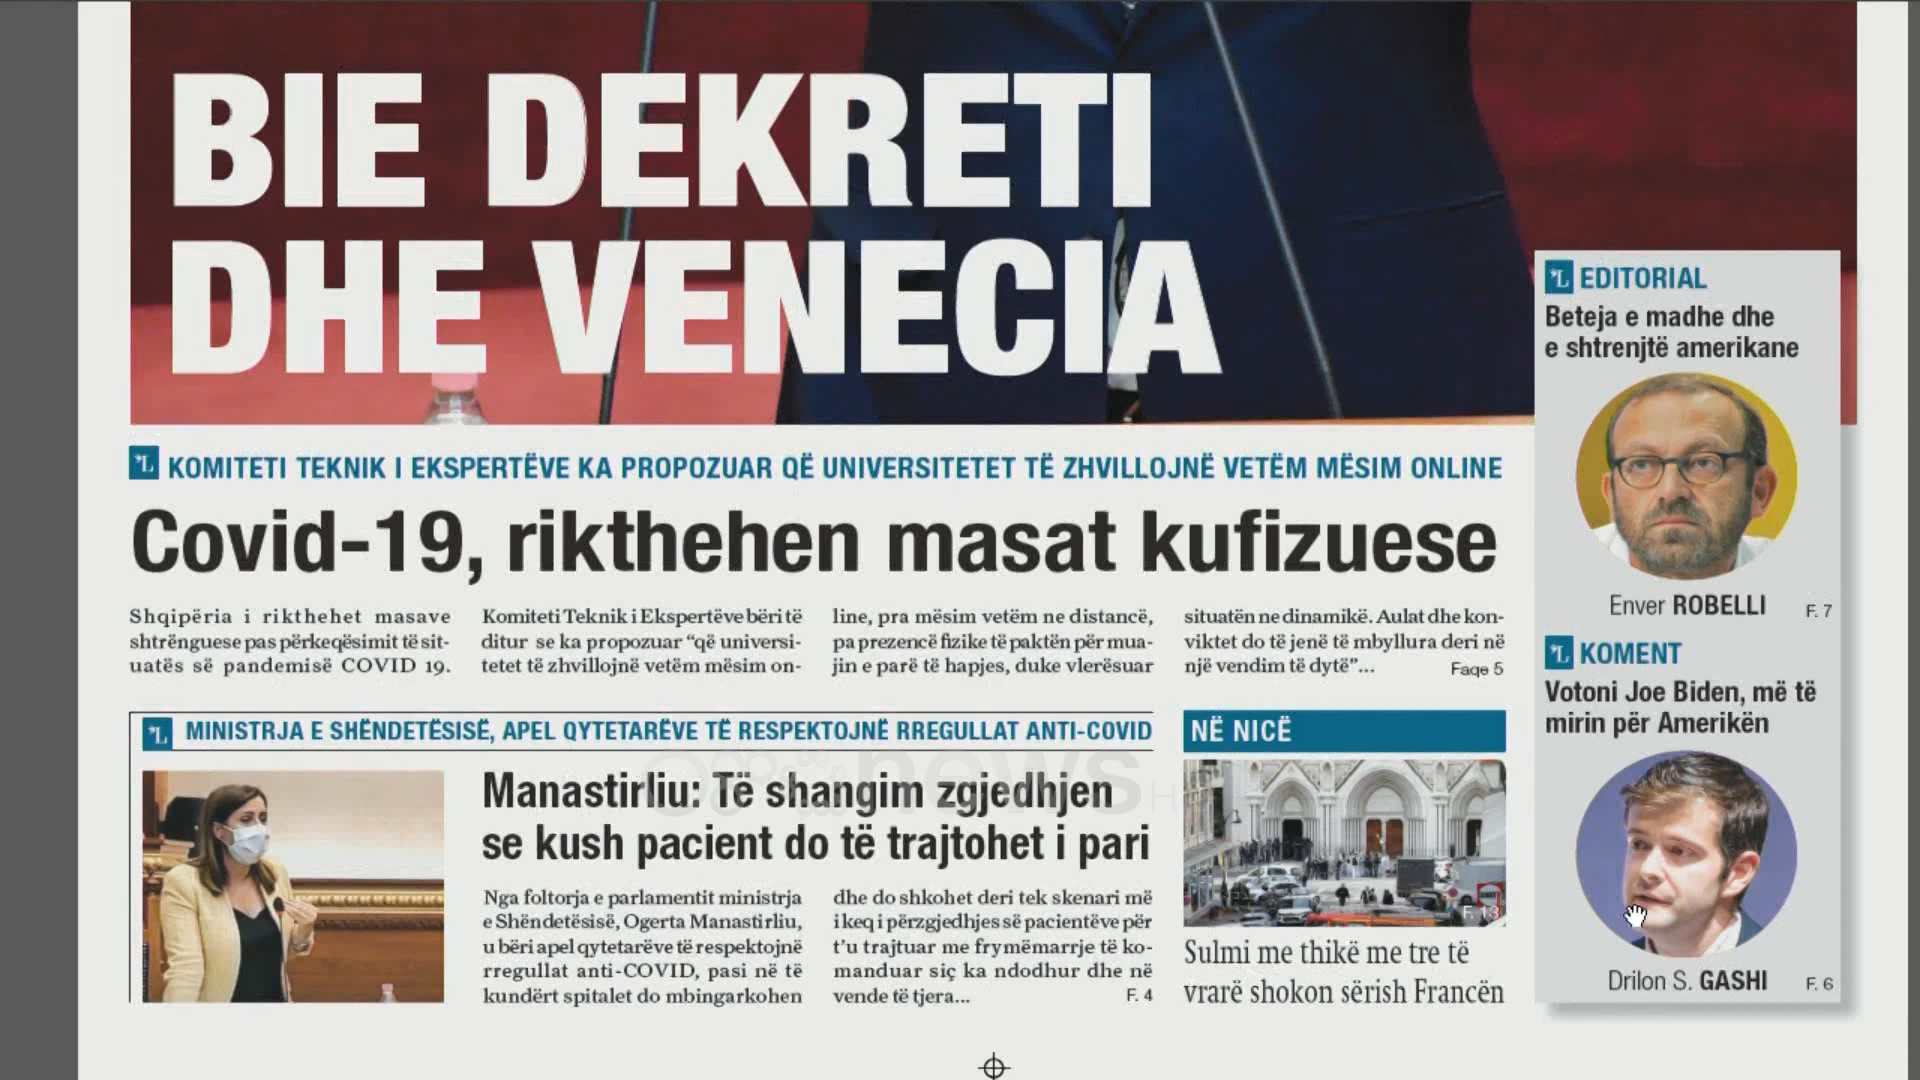 BIE DEKRETI
DHE VENECIA
KOMITETI TEKNIK I EKSPERTËVE KA PROPOZUAR QË UNIVERSITETET TË ZHVILLOJNË VETËM MËSIM ONLINE
Covid-19, rikthehen masat kufizuese
Shqipëria i rikthehet masave
shtrënguese pas përkeqësimit të sit-
uatës së pandemisë COVID 19.
Komiteti Teknik i Ekspertëve bëri të
ditur se ka propozuar “që universi-
tetet të zhvillojnë vetëm mësim on-
line, pra mësim vetëm ne distancë,
pa prezencë fizike të paktën për mua-
jin e parë të hapjes, duke vlerësuar
situatën ne dinamikë. Aulat dhe kon-
viktet do të jenë të mbyllura deri në
një vendim të dytë”...
Faqe 5
MINISTRJA E SHËNDETËSISË, APEL QYTETARËVE TË RESPEKTOJNË RREGULLAT ANTI-COVID
Manastirliu: Të shangim zgjedhjen
se kush pacient do të trajtohet i pari
Nga foltorja e parlamentit ministrja
e Shëndetësisë, Ogerta Manastirliu,
u bëri apel qytetarëve të respektojnë
rregullat anti-COVID, pasi në të
kundërt spitalet do mbingarkohen
dhe do shkohet deri tek skenari më
i keq i përzgjedhjes së pacientëve për
t’u trajtuar me frymëmarrje të ko-
manduar siç ka ndodhur dhe në
vende të tjera...
F. 4
NË NICË
F. 13
Sulmi me thikë me tre të
vrarë shokon sërish Francën
EDITORIAL
Beteja e madhe dhe
e shtrenjtë amerikane
Enver ROBELLI
F. 7
KOMENT
Votoni Joe Biden, më të
mirin për Amerikën
Drilon S. GASHI
F. 6
news